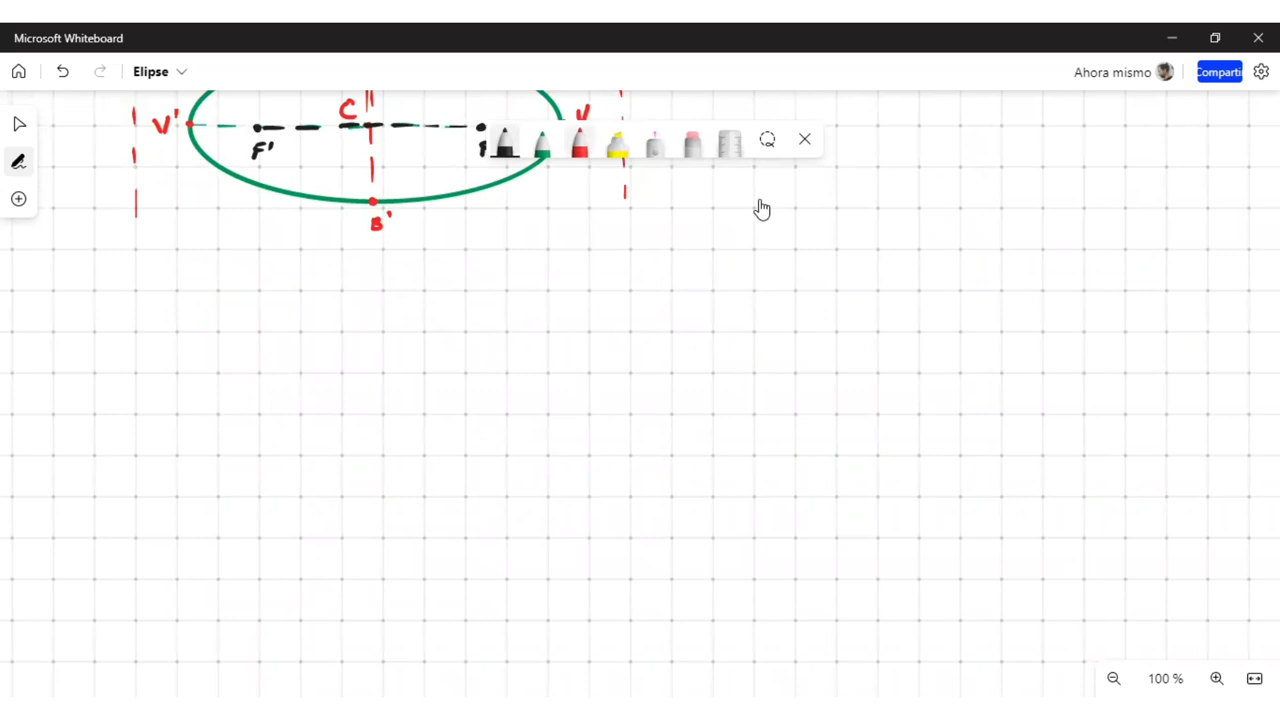 Microsoft Whiteboard
Elipse
Ahora mismo
Comparti
C
V
V'
F'
B'
100 %